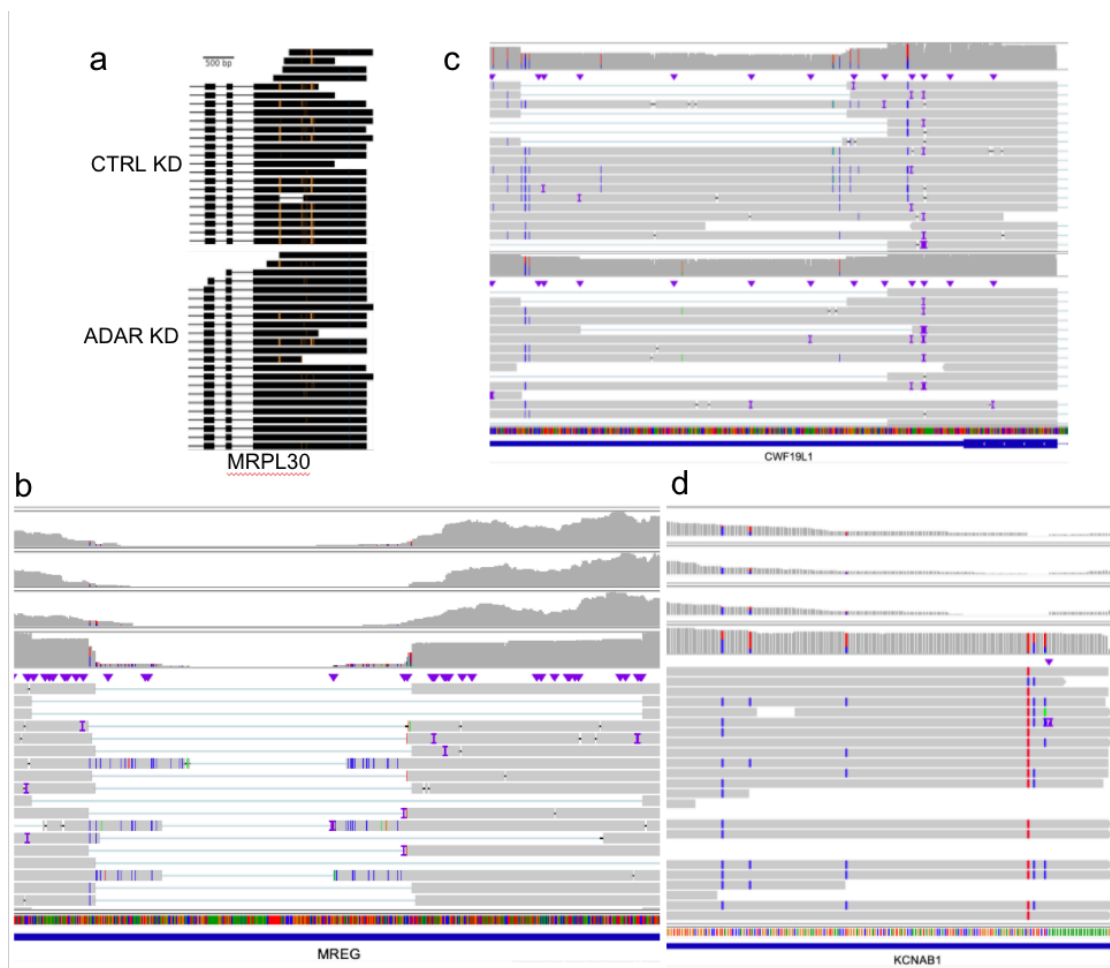 a
500 bp
CTRL KD
ADAR KD
MRPL30
c
CWF19L1
b
MREG
d
KCNAB1